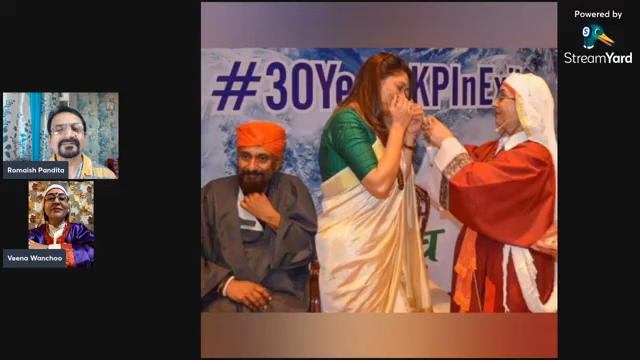 Powered by
StreamYard
#30Ye KPInEx
Romaish Pandita
Veena Wanchoo